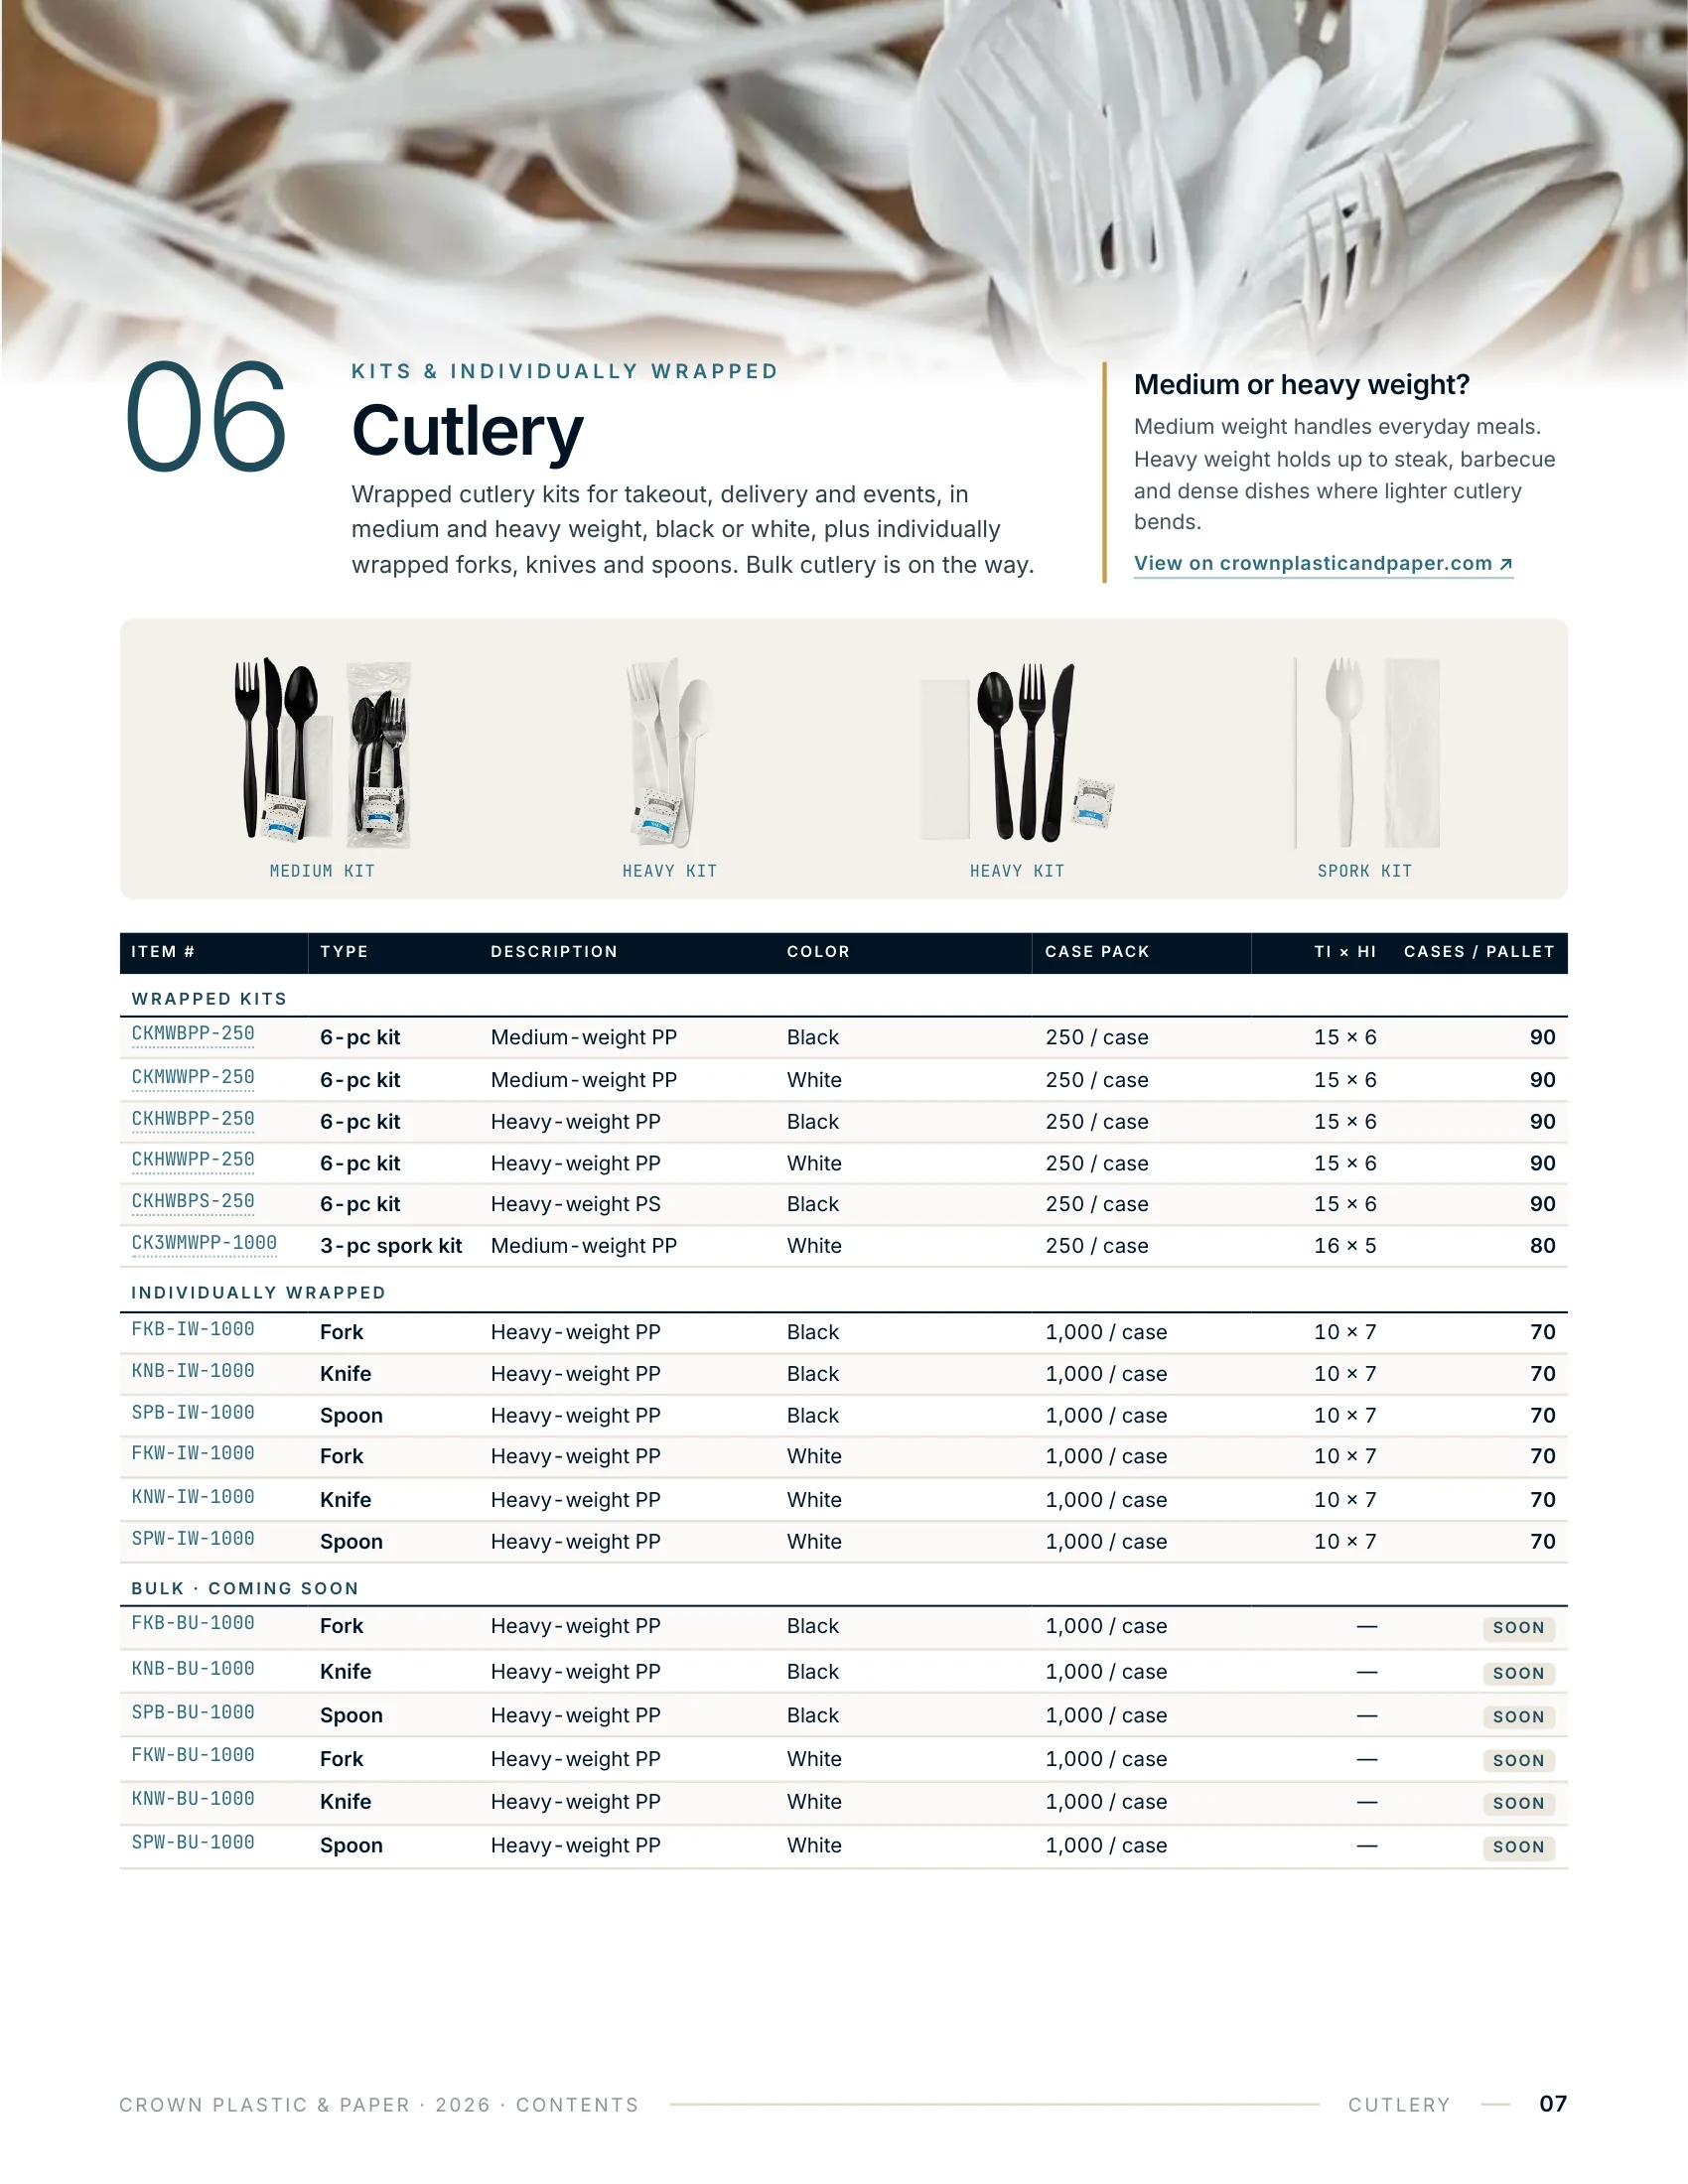 06
KITS & INDIVIDUALLY WRAPPED
Cutlery
Wrapped cutlery kits for takeout, delivery and events, in
medium and heavy weight, black or white, plus individually
wrapped forks, knives and spoons. Bulk cutlery is on the way.
Medium or heavy weight?
Medium weight handles everyday meals.
Heavy weight holds up to steak, barbecue
and dense dishes where lighter cutlery
bends.
View on crownplasticandpaper.com ↗
MEDIUM KIT HEAVY KIT HEAVY KIT SPORK KIT
ITEM # TYPE DESCRIPTION COLOR CASE PACK TI × HI CASES / PALLET
WRAPPED KITS
CKMWBPP-250 6-pc kit Medium-weight PP Black 250 / case 15 × 6 90
CKMWWPP-250 6-pc kit Medium-weight PP White 250 / case 15 × 6 90
CKHWBPP-250 6-pc kit Heavy-weight PP Black 250 / case 15 × 6 90
CKHWWPP-250 6-pc kit Heavy-weight PP White 250 / case 15 × 6 90
CKHWBPS-250 6-pc kit Heavy-weight PS Black 250 / case 15 × 6 90
CK3WMWPP-1000 3-pc spork kit Medium-weight PP White 250 / case 16 × 5 80
INDIVIDUALLY WRAPPED
FKB-IW-1000 Fork Heavy-weight PP Black 1,000 / case 10 × 7 70
KNB-IW-1000 Knife Heavy-weight PP Black 1,000 / case 10 × 7 70
SPB-IW-1000 Spoon Heavy-weight PP Black 1,000 / case 10 × 7 70
FKW-IW-1000 Fork Heavy-weight PP White 1,000 / case 10 × 7 70
KNW-IW-1000 Knife Heavy-weight PP White 1,000 / case 10 × 7 70
SPW-IW-1000 Spoon Heavy-weight PP White 1,000 / case 10 × 7 70
BULK · COMING SOON
FKB-BU-1000 Fork Heavy-weight PP Black 1,000 / case — SOON
KNB-BU-1000 Knife Heavy-weight PP Black 1,000 / case — SOON
SPB-BU-1000 Spoon Heavy-weight PP Black 1,000 / case — SOON
FKW-BU-1000 Fork Heavy-weight PP White 1,000 / case — SOON
KNW-BU-1000 Knife Heavy-weight PP White 1,000 / case — SOON
SPW-BU-1000 Spoon Heavy-weight PP White 1,000 / case — SOON
CROWN PLASTIC & PAPER · 2026 · CONTENTS CUTLERY 07